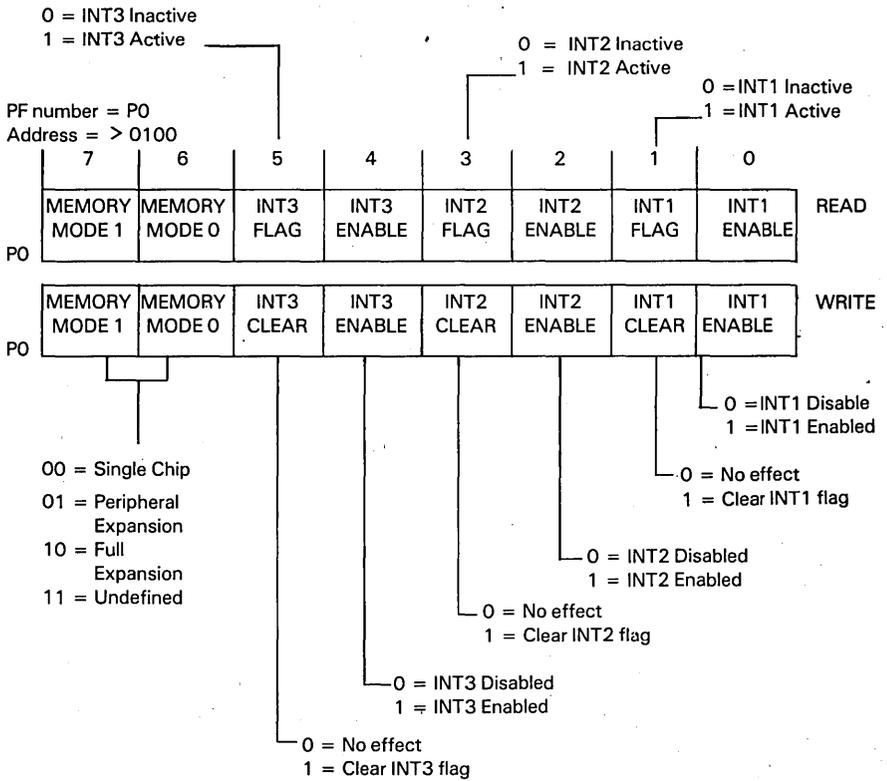 0 = INT3 Inactive
1 = INT3 Active
0 = INT2 Inactive
1 = INT2 Active
0 =INT1 Inactive
1 =INT1 Active
PF number = P0
Address = > 0100
7 6 5 4 3 2 1 0
MEMORY MODE 1 MEMORY MODE 0 INT3 FLAG INT3 ENABLE INT2 FLAG INT2 ENABLE INT1 FLAG INT1 ENABLE READ
P0
MEMORY MODE 1 MEMORY MODE 0 INT3 CLEAR INT3 ENABLE INT2 CLEAR INT2 ENABLE INT1 CLEAR INT1 ENABLE WRITE
P0
0 =INT1 Disable
1 =INT1 Enabled
00 = Single Chip
01 = Peripheral
Expansion
10 = Full
Expansion
11 = Undefined
0 = No effect
1 = Clear INT1 flag
0 = INT2 Disabled
1 = INT2 Enabled
0 = No effect
1 = Clear INT2 flag
0 = INT3 Disabled
1 = INT3 Enabled
0 = No effect
1 = Clear INT3 flag